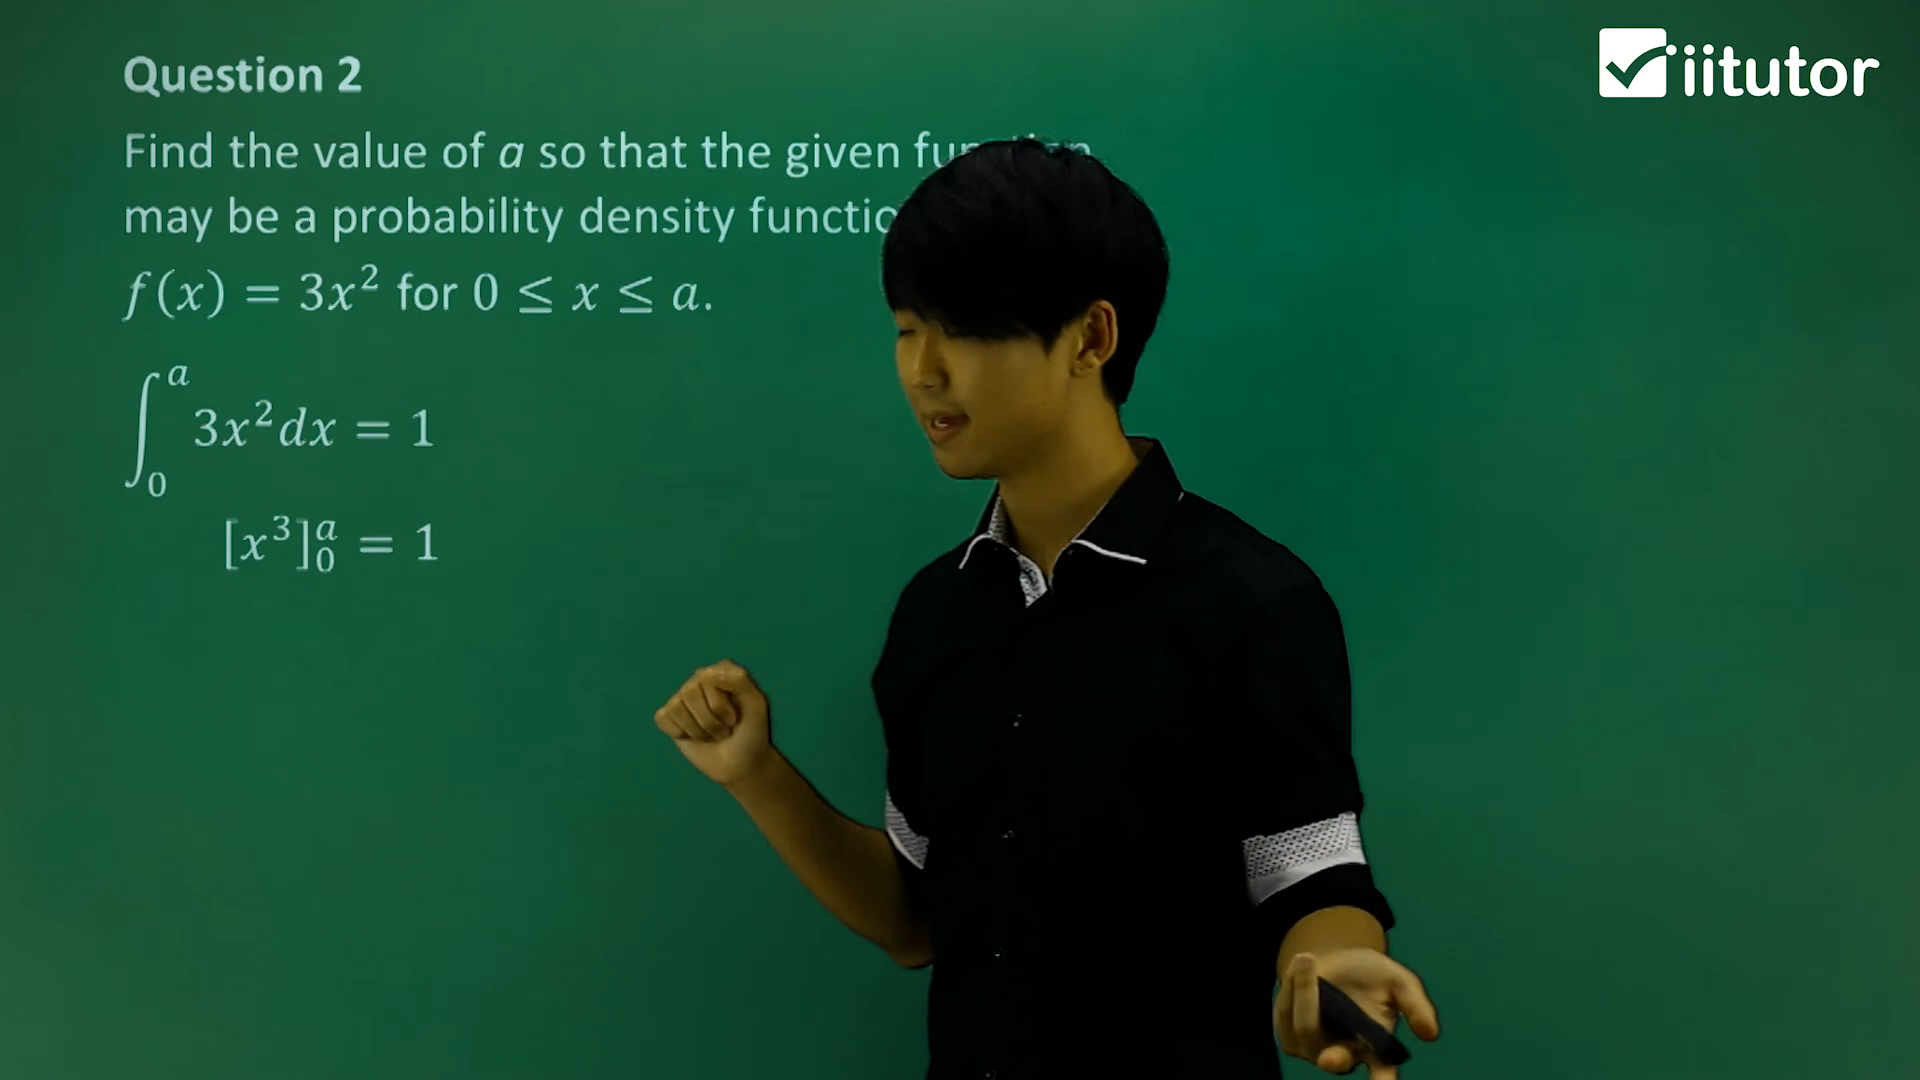 iitutor
Question 2
Find the value of a so that the given function
may be a probability density functio
f(x) = 3x² for 0 ≤ x ≤ a.
∫₀ᵃ 3x²dx = 1
[x³]₀ᵃ = 1